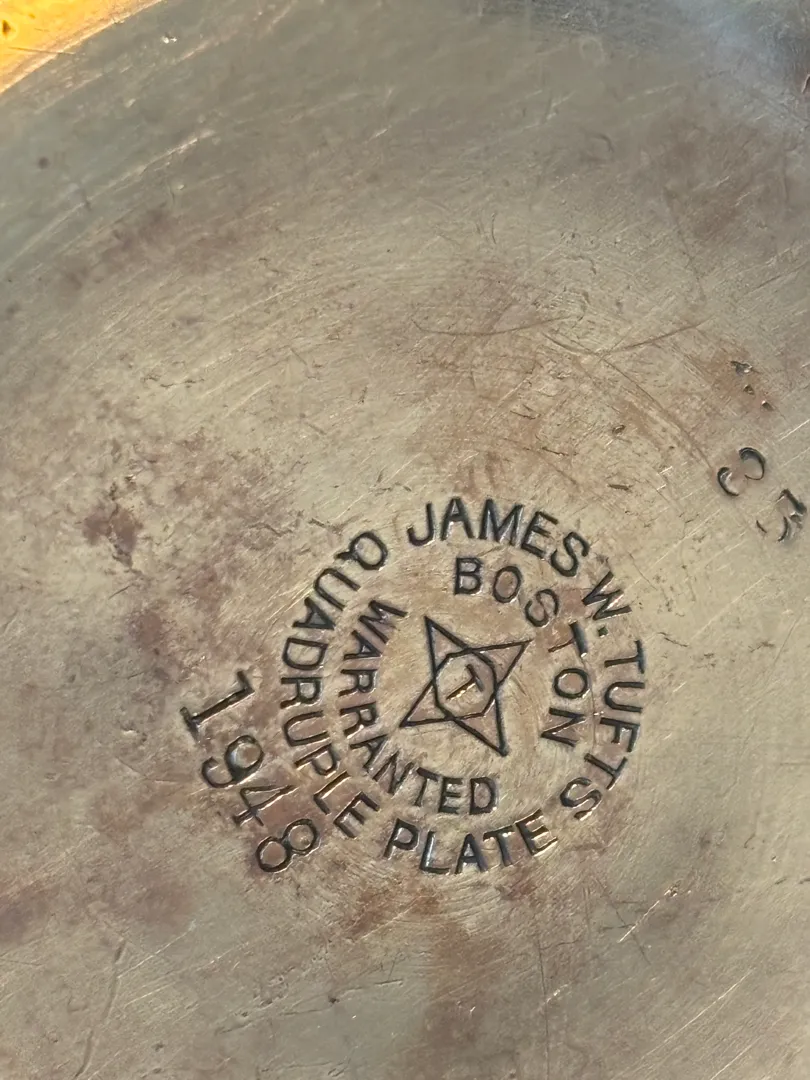 JAMES W. TUFTS
BOSTON
WARRANTED
QUADRUPLE PLATE
T
1948
35